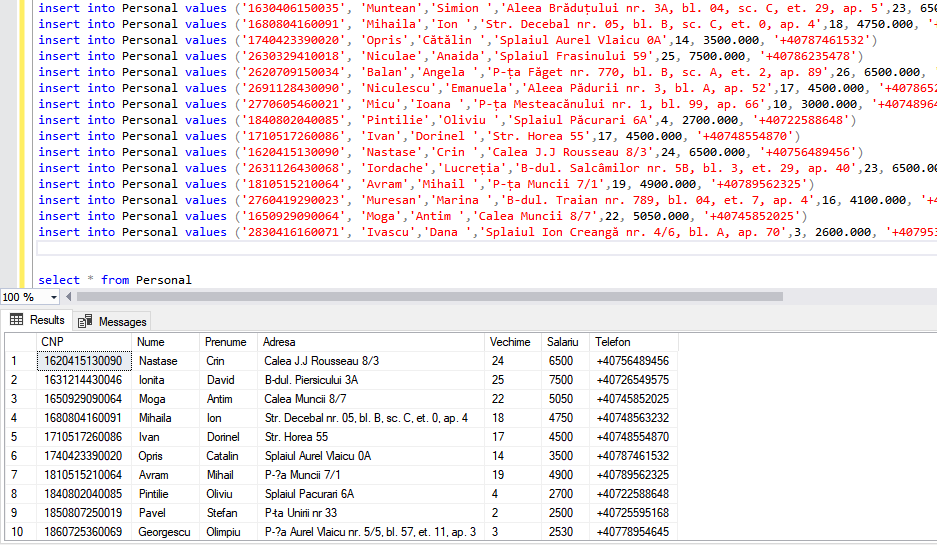 insert into Personal values ('1630406150035', 'Muntean','Simion ','Aleea Brăduțului nr. 3A, bl. 04, sc. C, et. 29, ap. 5',23, 650
insert into Personal values ('1680804160091', 'Mihaila','Ion ','Str. Decebal nr. 05, bl. B, sc. C, et. 0, ap. 4',18, 4750.000, '+
insert into Personal values ('1740423390020', 'Opris','Cătălin ','Splaiul Aurel Vlaicu 0A',14, 3500.000, '+40787461532')
insert into Personal values ('2630329410018', 'Niculae','Anaida','Splaiul Frasinului 59',25, 7500.000, '+40786235478')
insert into Personal values ('2620709150034', 'Balan','Angela ','P-ța Făget nr. 770, bl. B, sc. A, et. 2, ap. 89',26, 6500.000,
insert into Personal values ('2691128430090', 'Niculescu','Emanuela','Aleea Pădurii nr. 3, bl. A, ap. 52',17, 4500.000, '+407865
insert into Personal values ('2770605460021', 'Micu','Ioana ','P-ța Mesteacănului nr. 1, bl. 99, ap. 66',10, 3000.000, '+4074896
insert into Personal values ('1840802040085', 'Pintilie','Oliviu ','Splaiul Păcurari 6A',4, 2700.000, '+40722588648')
insert into Personal values ('1710517260086', 'Ivan','Dorinel ','Str. Horea 55',17, 4500.000, '+40748554870')
insert into Personal values ('1620415130090', 'Nastase','Crin ','Calea J.J Rousseau 8/3',24, 6500.000, '+40756489456')
insert into Personal values ('2631126430068', 'Iordache','Lucreția','B-dul. Salcâmilor nr. 5B, bl. 3, et. 29, ap. 40',23, 6500.00
insert into Personal values ('1810515210064', 'Avram','Mihail ','P-ța Muncii 7/1',19, 4900.000, '+40789562325')
insert into Personal values ('2760419290023', 'Muresan','Marina ','B-dul. Traian nr. 789, bl. 04, et. 7, ap. 4',16, 4100.000, '+4
insert into Personal values ('1650929090064', 'Moga','Antim ','Calea Muncii 8/7',22, 5050.000, '+40745852025')
insert into Personal values ('2830416160071', 'Ivascu','Dana ','Splaiul Ion Creangă nr. 4/6, bl. A, ap. 70',3, 2600.000, '+40795
select * from Personal
100 %
Results Messages
CNP Nume Prenume Adresa Vechime Salariu Telefon
1 1620415130090 Nastase Crin Calea J.J Rousseau 8/3 24 6500 +40756489456
2 1631214430046 Ionita David B-dul. Piersicului 3A 25 7500 +40726549575
3 1650929090064 Moga Antim Calea Muncii 8/7 22 5050 +40745852025
4 1680804160091 Mihaila Ion Str. Decebal nr. 05, bl. B, sc. C, et. 0, ap. 4 18 4750 +40748563232
5 1710517260086 Ivan Dorinel Str. Horea 55 17 4500 +40748554870
6 1740423390020 Opris Catalin Splaiul Aurel Vlaicu 0A 14 3500 +40787461532
7 1810515210064 Avram Mihail P-?a Muncii 7/1 19 4900 +40789562325
8 1840802040085 Pintilie Oliviu Splaiul Pacurari 6A 4 2700 +40722588648
9 1850807250019 Pavel Stefan P-ta Unirii nr 33 2 2500 +40725595168
10 1860725360069 Georgescu Olimpiu P-?a Aurel Vlaicu nr. 5/5, bl. 57, et. 11, ap. 3 3 2530 +40778954645